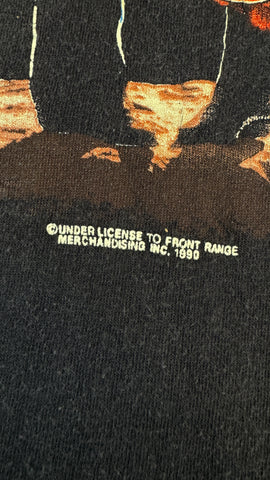 ©UNDER LICENSE TO FRONT RANGE
MERCHANDISING INC. 1990